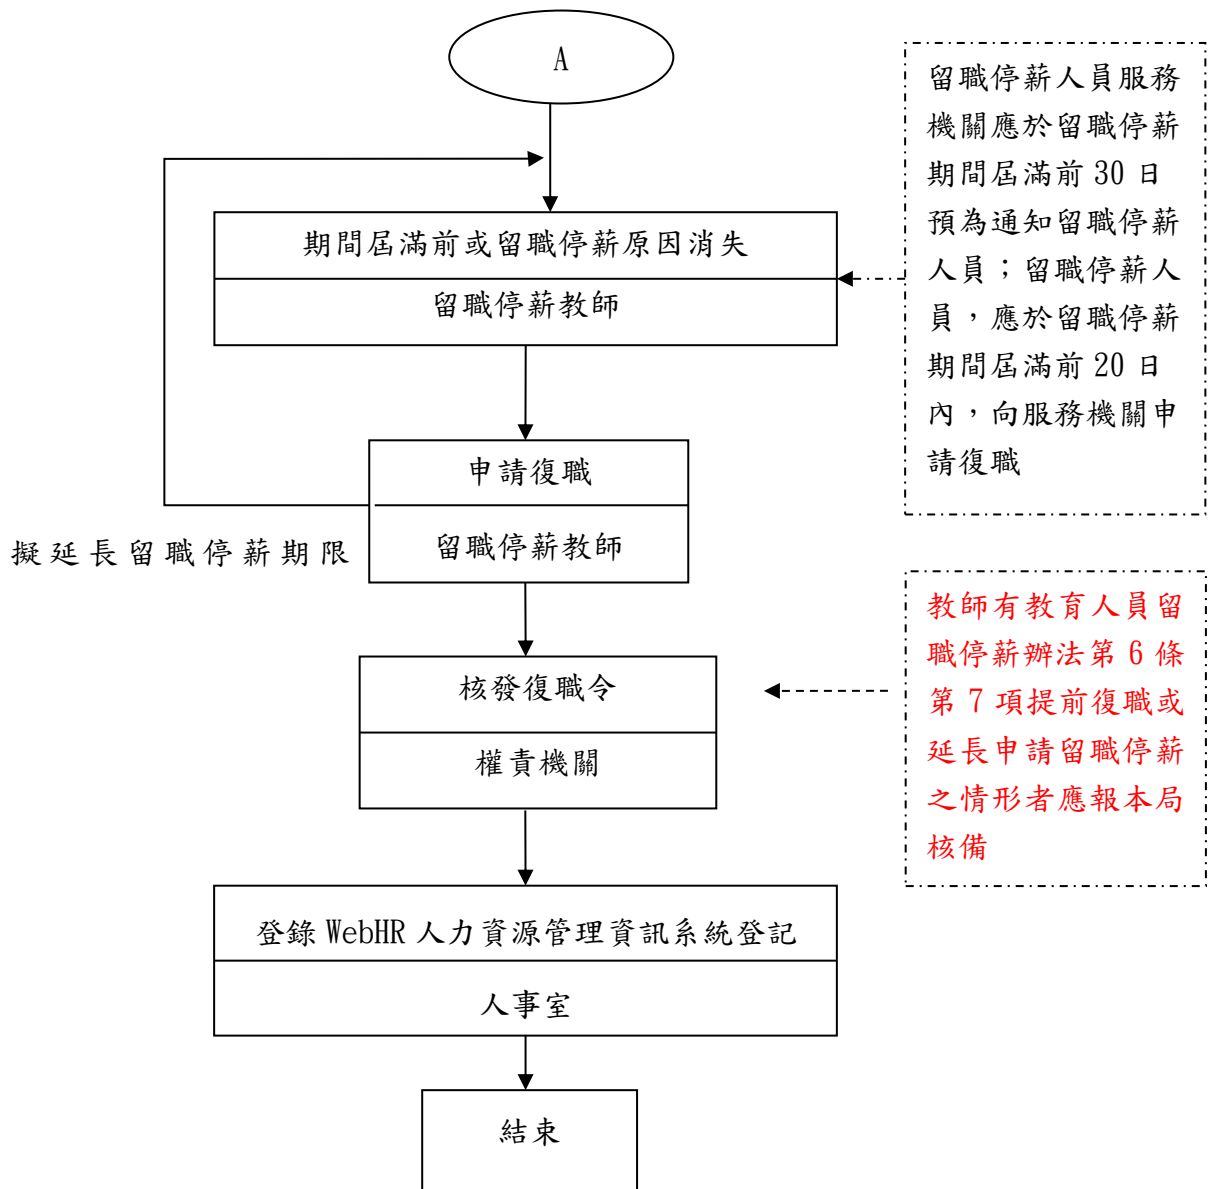 A
留職停薪人員服務
機關應於留職停薪
期間屆滿前 30 日
預為通知留職停薪
人員；留職停薪人
員，應於留職停薪
期間屆滿前 20 日
內，向服務機關申
請復職
期間屆滿前或留職停薪原因消失
留職停薪教師
申請復職
留職停薪教師
擬延長留職停薪期限
教師有教育人員留
職停薪辦法第 6 條
第 7 項提前復職或
延長申請留職停薪
之情形者應報本局
核備
核發復職令
權責機關
登錄 WebHR 人力資源管理資訊系統登記
人事室
結束